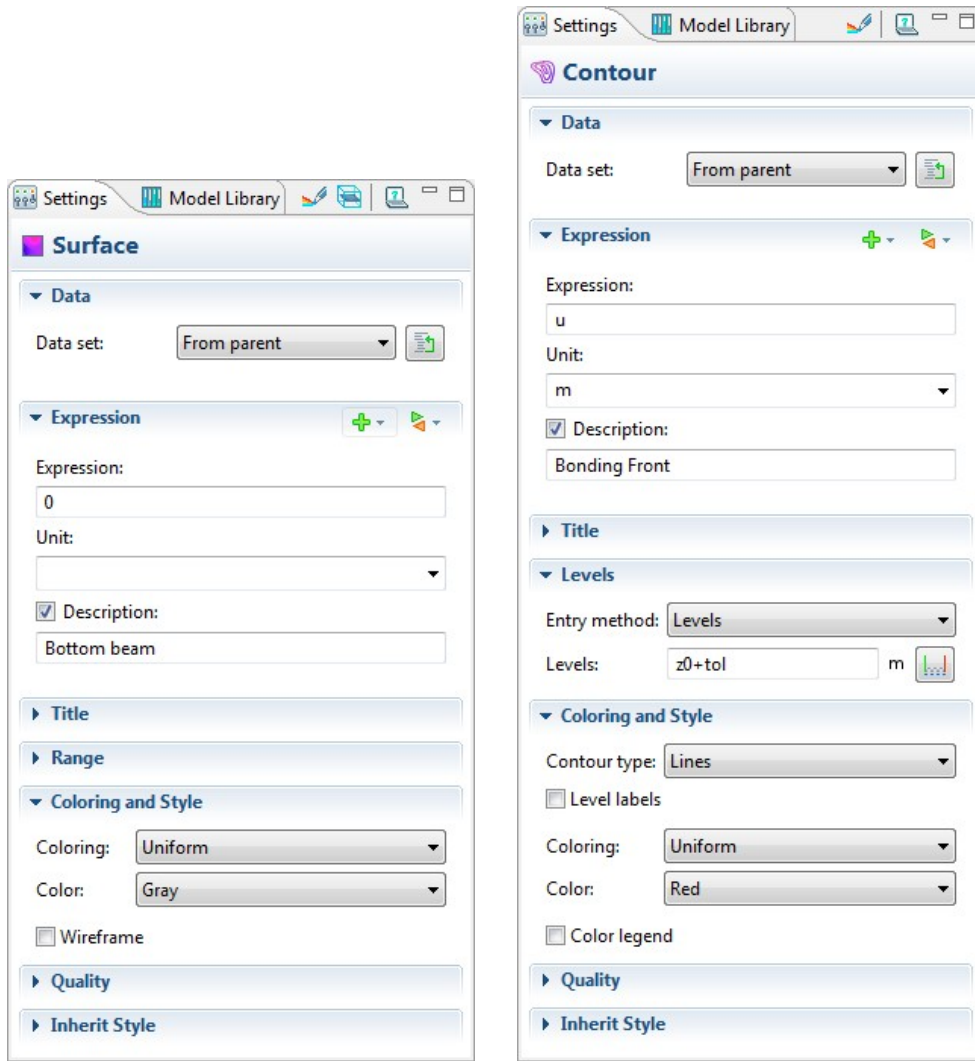 Settings Model Library
Surface
Data
Data set: From parent
Expression
Expression:
0
Unit:
Description:
Bottom beam
Title
Range
Coloring and Style
Coloring: Uniform
Color: Gray
Wireframe
Quality
Inherit Style
Settings Model Library
Contour
Data
Data set: From parent
Expression
Expression:
u
Unit:
m
Description:
Bonding Front
Title
Levels
Entry method: Levels
Levels: z0+tol m
Coloring and Style
Contour type: Lines
Level labels
Coloring: Uniform
Color: Red
Color legend
Quality
Inherit Style